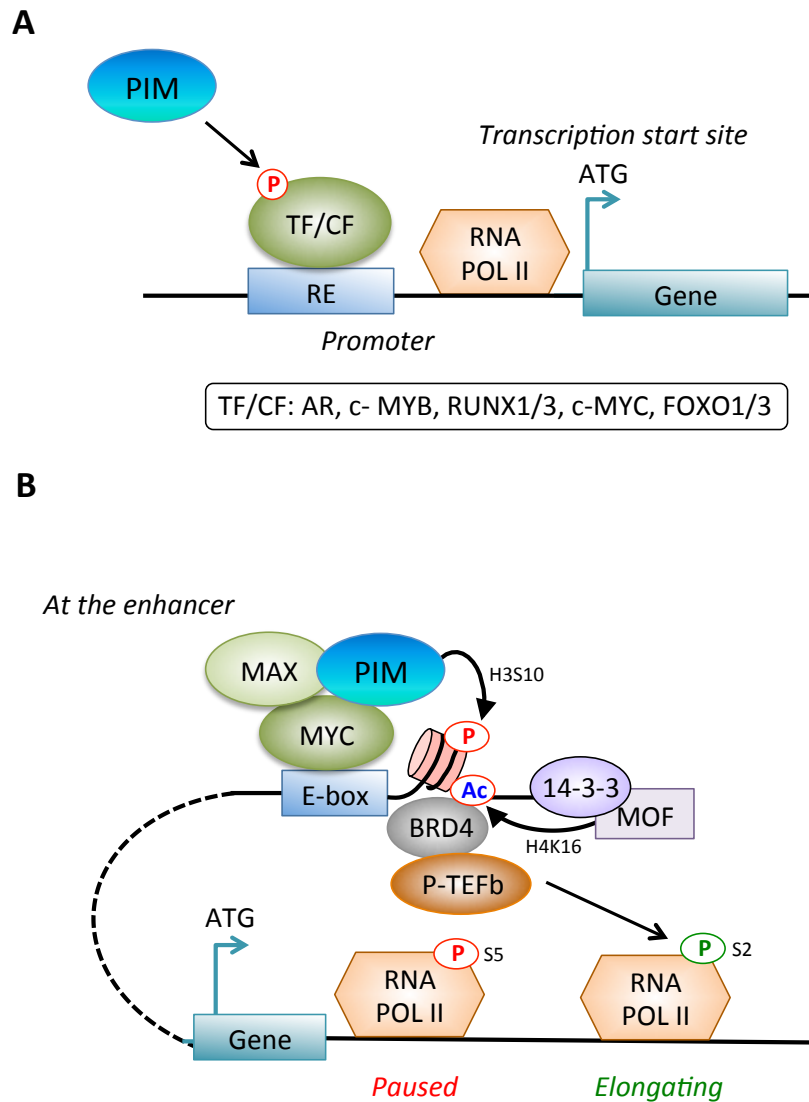 A
PIM
Transcription start site
ATG
P
TF/CF
RNA
POL II
RE
Gene
Promoter
TF/CF: AR, c- MYB, RUNX1/3, c-MYC, FOXO1/3
B
At the enhancer
MAX
PIM
H3S10
MYC
P
E-box
Ac
14-3-3
MOF
BRD4
H4K16
P-TEFb
ATG
P
S5
P
S2
RNA
POL II
RNA
POL II
Gene
Paused
Elongating